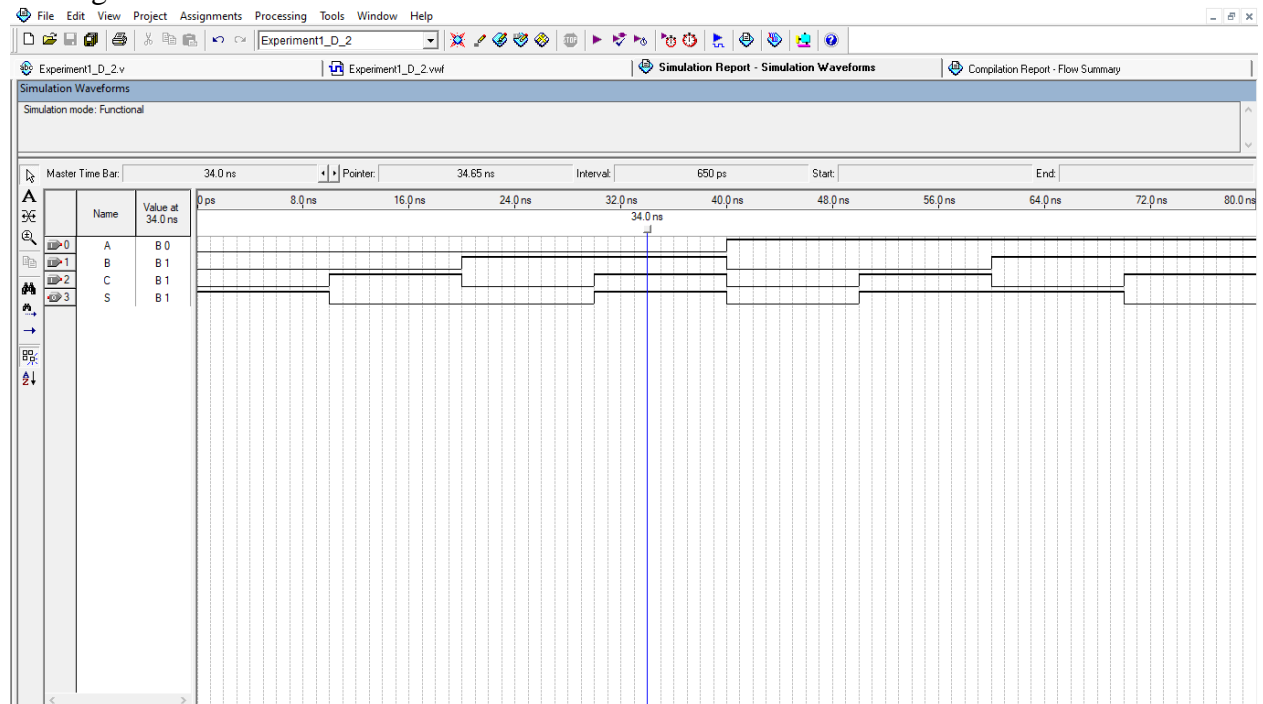 File Edit View Project Assignments Processing Tools Window Help
Experiment1_D_2
Experiment1_D_2.v Experiment1_D_2.vwf Simulation Report - Simulation Waveforms Compilation Report - Flow Summary
Simulation Waveforms
Simulation mode: Functional
Master Time Bar: 34.0 ns Pointer: 34.65 ns Interval: 650 ps Start: End:
Name Value at 34.0 ns
0 ps 8.0 ns 16.0 ns 24.0 ns 32.0 ns 40.0 ns 48.0 ns 56.0 ns 64.0 ns 72.0 ns 80.0 ns
34.0 ns
0 A B 0
1 B B 1
2 C B 1
3 S B 1